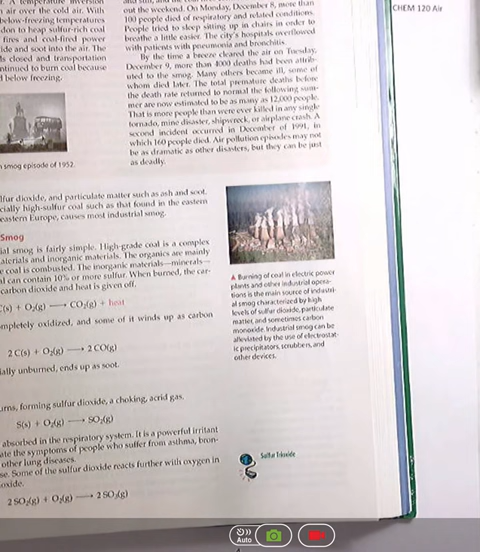 air over the cold air. With
below-freezing temperatures
don to heap sulfur-rich coal
fires and coal-fired power
ide and soot into the air. The
ls closed and transportation
ntinued to burn coal because
below freezing.
smog episode of 1952.
out the weekend. On Monday, December 8, more than
100 people died of respiratory and related conditions.
People tried to sleep sitting up in chairs in order to
breathe a little easier. The city's hospitals overflowed
with patients with pneumonia and bronchitis.
By the time a breeze cleared the air on Tuesday,
December 9, more than 4000 deaths had been attrib-
uted to the smog. Many others became ill, some of
whom died later. The total premature deaths before
the death rate returned to normal the following sum-
mer are now estimated to be as many as 12,000 people.
That is more people than were ever killed in any single
tornado, mine disaster, shipwreck, or airplane crash. A
second incident occurred in December of 1991, in
which 160 people died. Air pollution episodes may not
be as dramatic as other disasters, but they can be just
as deadly.
CHEM 120 Air
lfur dioxide, and particulate matter such as ash and soot.
cially high-sulfur coal such as that found in the eastern
eastern Europe, causes most industrial smog.
Smog
ial smog is fairly simple. High-grade coal is a complex
aterials and inorganic materials. The organics are mainly
e coal is combusted. The inorganic materials—minerals—
al can contain 10% or more sulfur. When burned, the car-
carbon dioxide and heat is given off.
C(s) + O₂(g) ⟶ CO₂(g) + heat
ompletely oxidized, and some of it winds up as carbon
2 C(s) + O₂(g) ⟶ 2 CO(g)
ially unburned, ends up as soot.
urns, forming sulfur dioxide, a choking, acrid gas.
S(s) + O₂(g) ⟶ SO₂(g)
absorbed in the respiratory system. It is a powerful irritant
ate the symptoms of people who suffer from asthma, bron-
other lung diseases.
se. Some of the sulfur dioxide reacts further with oxygen in
oxide.
2 SO₂(g) + O₂(g) ⟶ 2 SO₃(g)
▲ Burning of coal in electric power
plants and other industrial opera-
tions is the main source of industri-
al smog characterized by high
levels of sulfur dioxide, particulate
matter, and sometimes carbon
monoxide. Industrial smog can be
alleviated by the use of electrostat-
ic precipitators, scrubbers, and
other devices.
Sulfur Trioxide
Auto